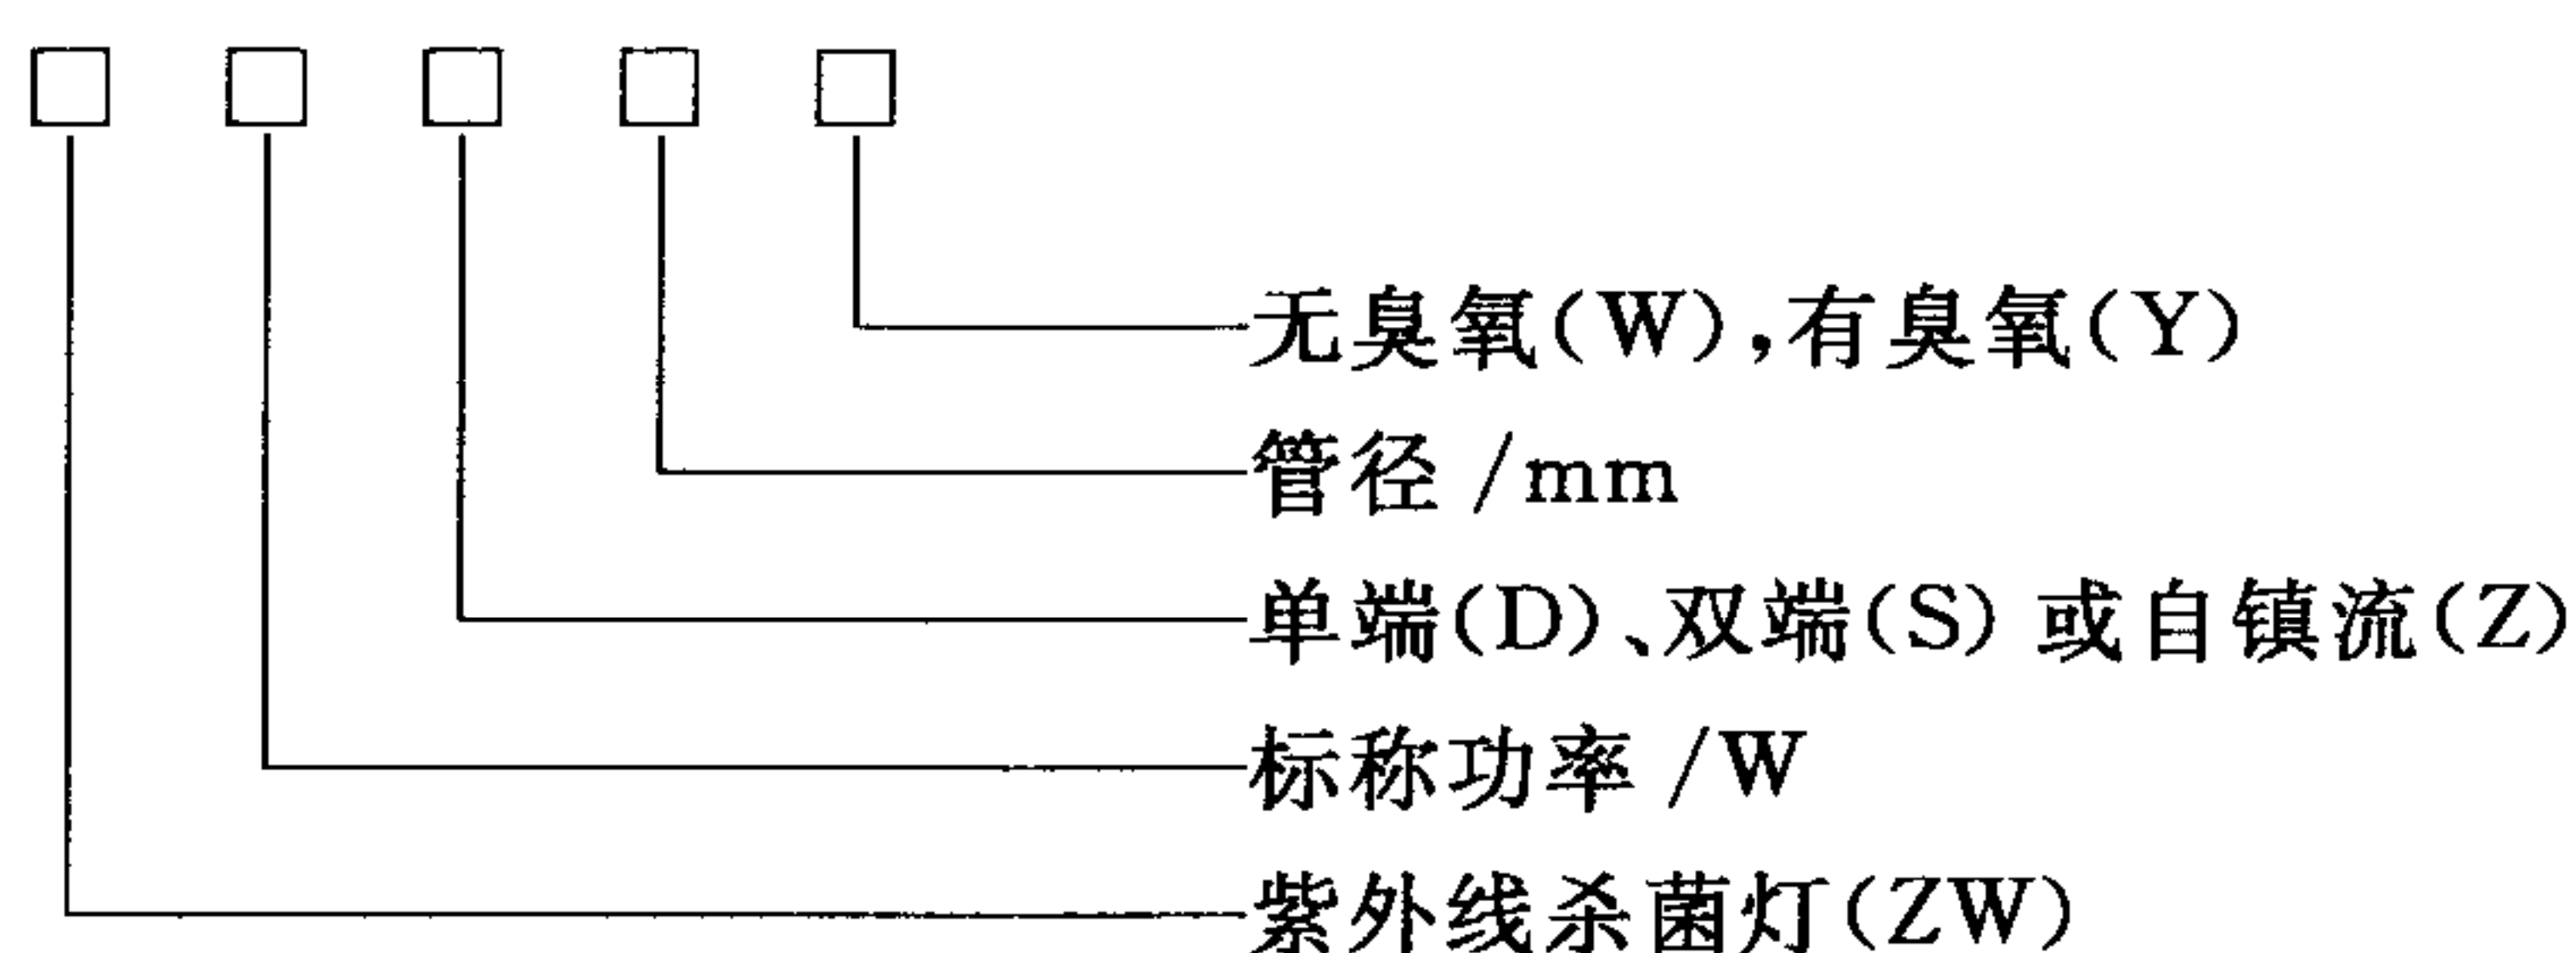 无臭氧(W),有臭氧(Y)
管径 /mm
单端(D)、双端(S) 或自镇流(Z)
标称功率 /W
紫外线杀菌灯(ZW)